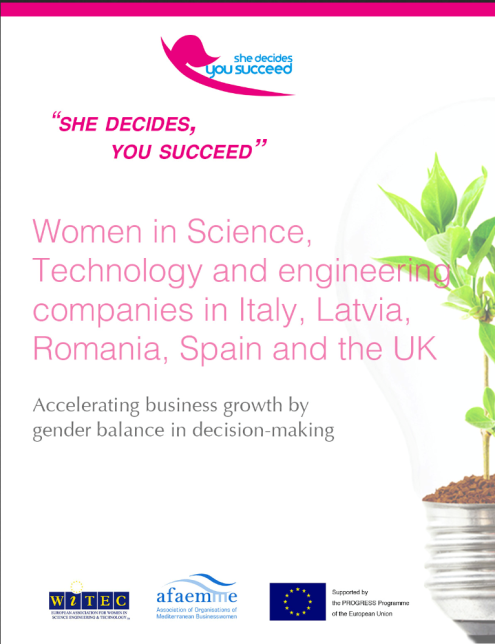 she decides
you succeed
"SHE DECIDES,
YOU SUCCEED"
Women in Science,
Technology and engineering
companies in Italy, Latvia,
Romania, Spain and the UK
Accelerating business growth by
gender balance in decision-making
WiTEC
EUROPEAN ASSOCIATION FOR WOMEN IN
SCIENCE ENGINEERING & TECHNOLOGY
afaemme
Association of Organisations of
Mediterranean Businesswomen
Supported by
the PROGRESS Programme
of the European Union